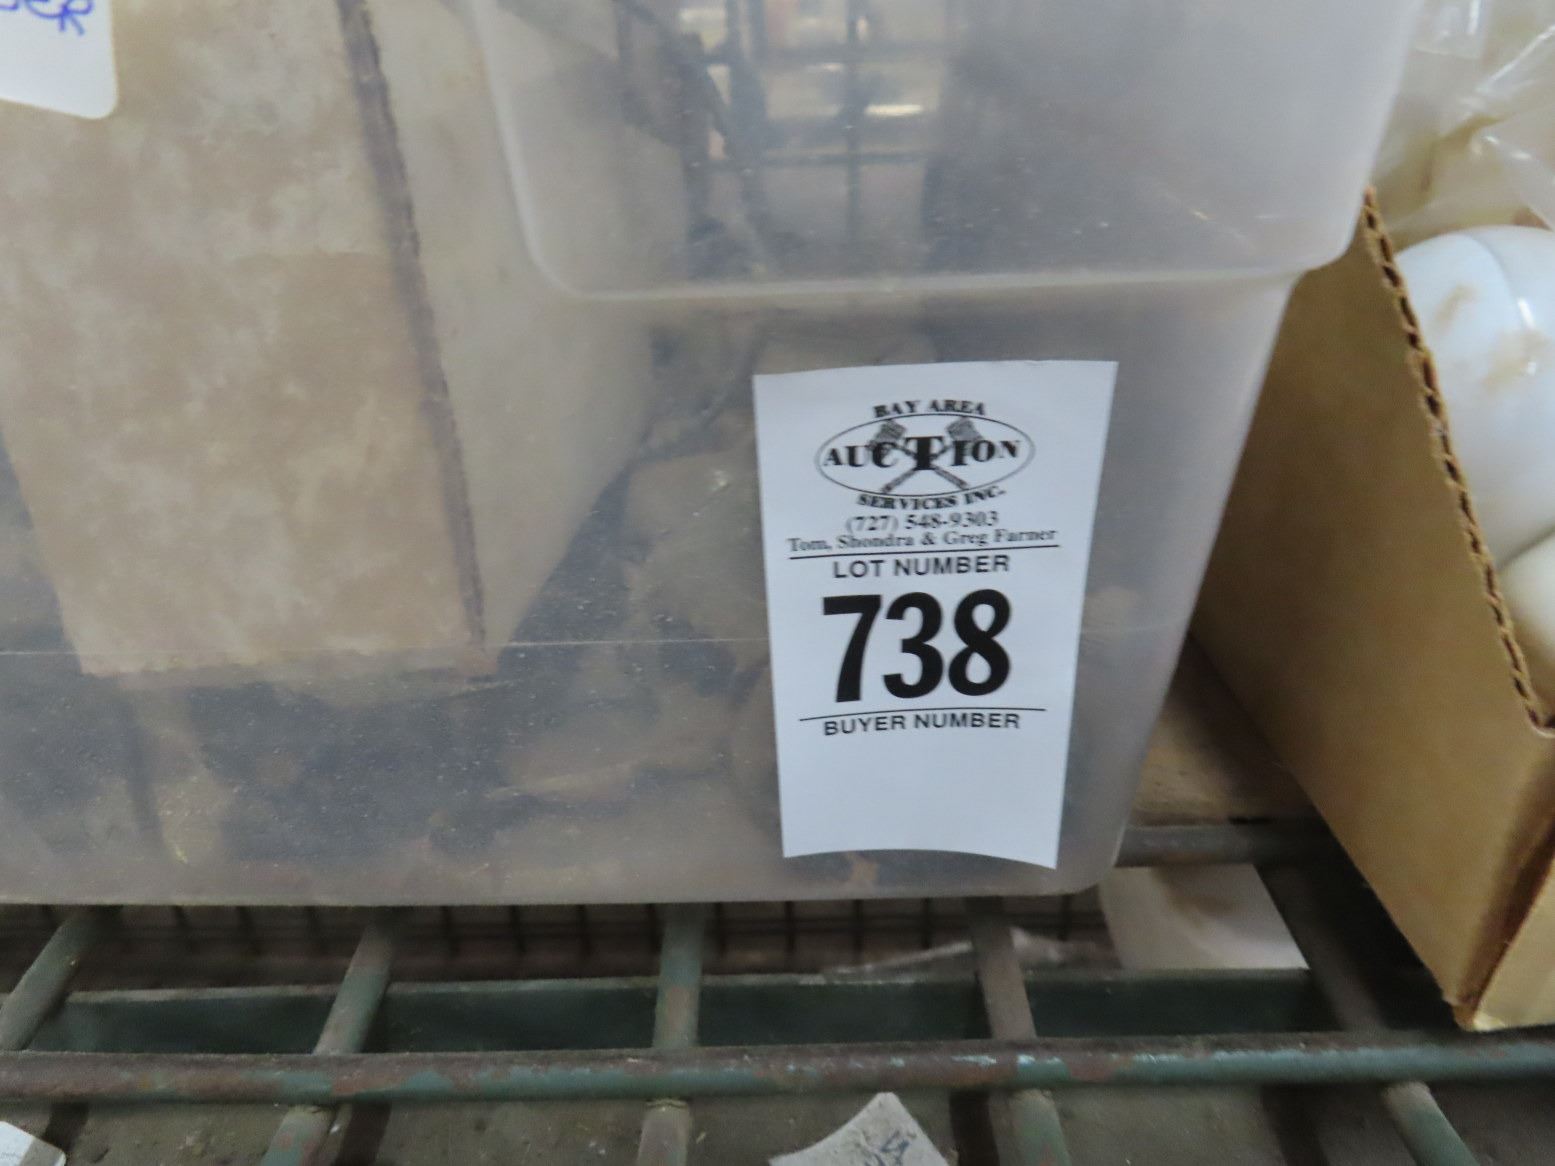 BAY AREA
AUCTION
SERVICES INC.
(727) 548-9303
Tom, Shondra & Greg Farner
LOT NUMBER
738
BUYER NUMBER